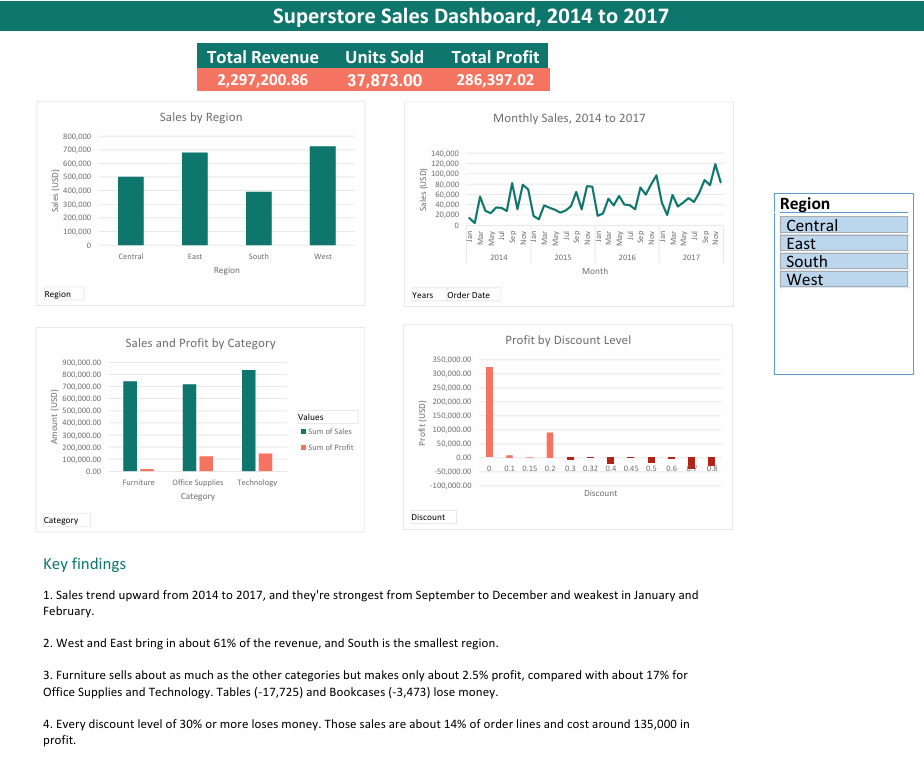 Superstore Sales Dashboard, 2014 to 2017
Total Revenue Units Sold Total Profit
2,297,200.86 37,873.00 286,397.02
Sales by Region
800,000
700,000
600,000
500,000
400,000
300,000
200,000
100,000
0
Sales (USD)
Central East South West
Region
Region
Monthly Sales, 2014 to 2017
140,000
120,000
100,000
80,000
60,000
40,000
20,000
0
Sales (USD)
Jan Mar May Jul Sep Nov Jan Mar May Jul Sep Nov Jan Mar May Jul Sep Nov Jan Mar May Jul Sep Nov
2014 2015 2016 2017
Month
Years Order Date
Region
Central
East
South
West
Sales and Profit by Category
900,000.00
800,000.00
700,000.00
600,000.00
500,000.00
400,000.00
300,000.00
200,000.00
100,000.00
0.00
Amount (USD)
Furniture Office Supplies Technology
Category
Values
Sum of Sales
Sum of Profit
Category
Profit by Discount Level
350,000.00
300,000.00
250,000.00
200,000.00
150,000.00
100,000.00
50,000.00
0.00
-50,000.00
-100,000.00
Profit (USD)
0 0.1 0.15 0.2 0.3 0.32 0.4 0.45 0.5 0.6 0.7 0.8
Discount
Discount
Key findings
1. Sales trend upward from 2014 to 2017, and they're strongest from September to December and weakest in January and
February.
2. West and East bring in about 61% of the revenue, and South is the smallest region.
3. Furniture sells about as much as the other categories but makes only about 2.5% profit, compared with about 17% for
Office Supplies and Technology. Tables (-17,725) and Bookcases (-3,473) lose money.
4. Every discount level of 30% or more loses money. Those sales are about 14% of order lines and cost around 135,000 in
profit.